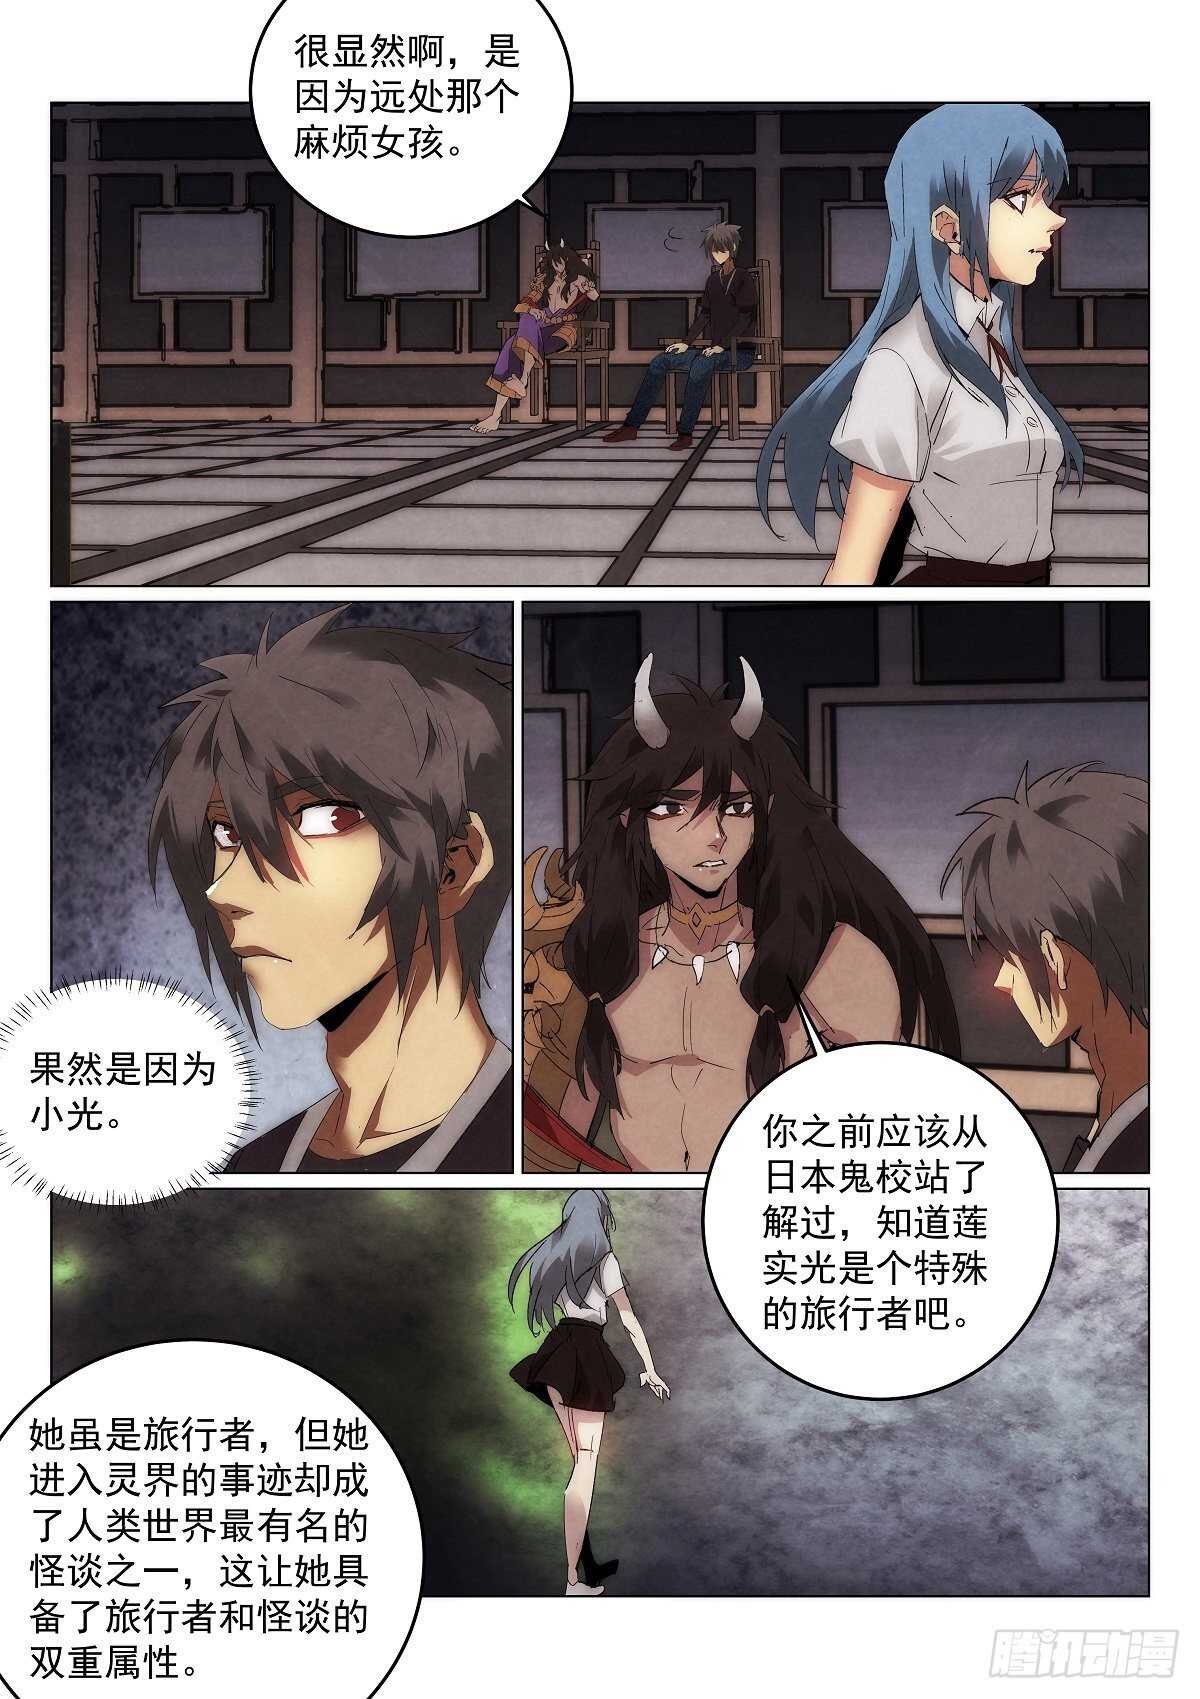 很显然啊，是
因为远处那个
麻烦女孩。
果然是因为
小光。
你之前应该从
日本鬼校站了
解过，知道莲
实光是个特殊
的旅行者吧。
她虽是旅行者，但她
进入灵界的事迹却成
了人类世界最有名的
怪谈之一，这让她具
备了旅行者和怪谈的
双重属性。
腾讯动漫